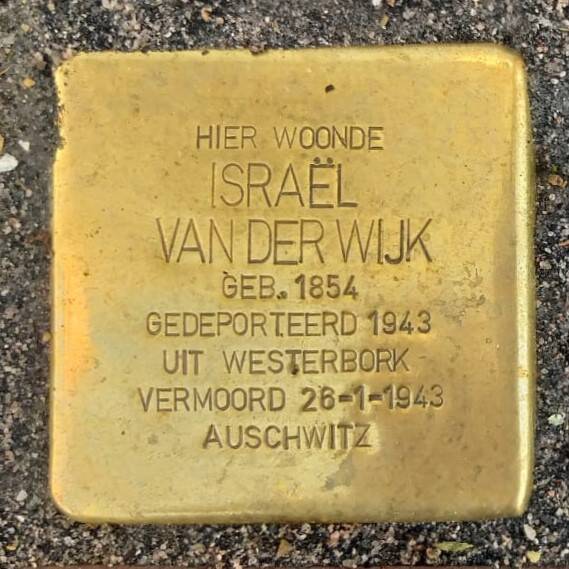 HIER WOONDE
ISRAËL
VAN DER WIJK
GEB. 1854
GEDEPORTEERD 1943
UIT WESTERBORK
VERMOORD 26-1-1943
AUSCHWITZ